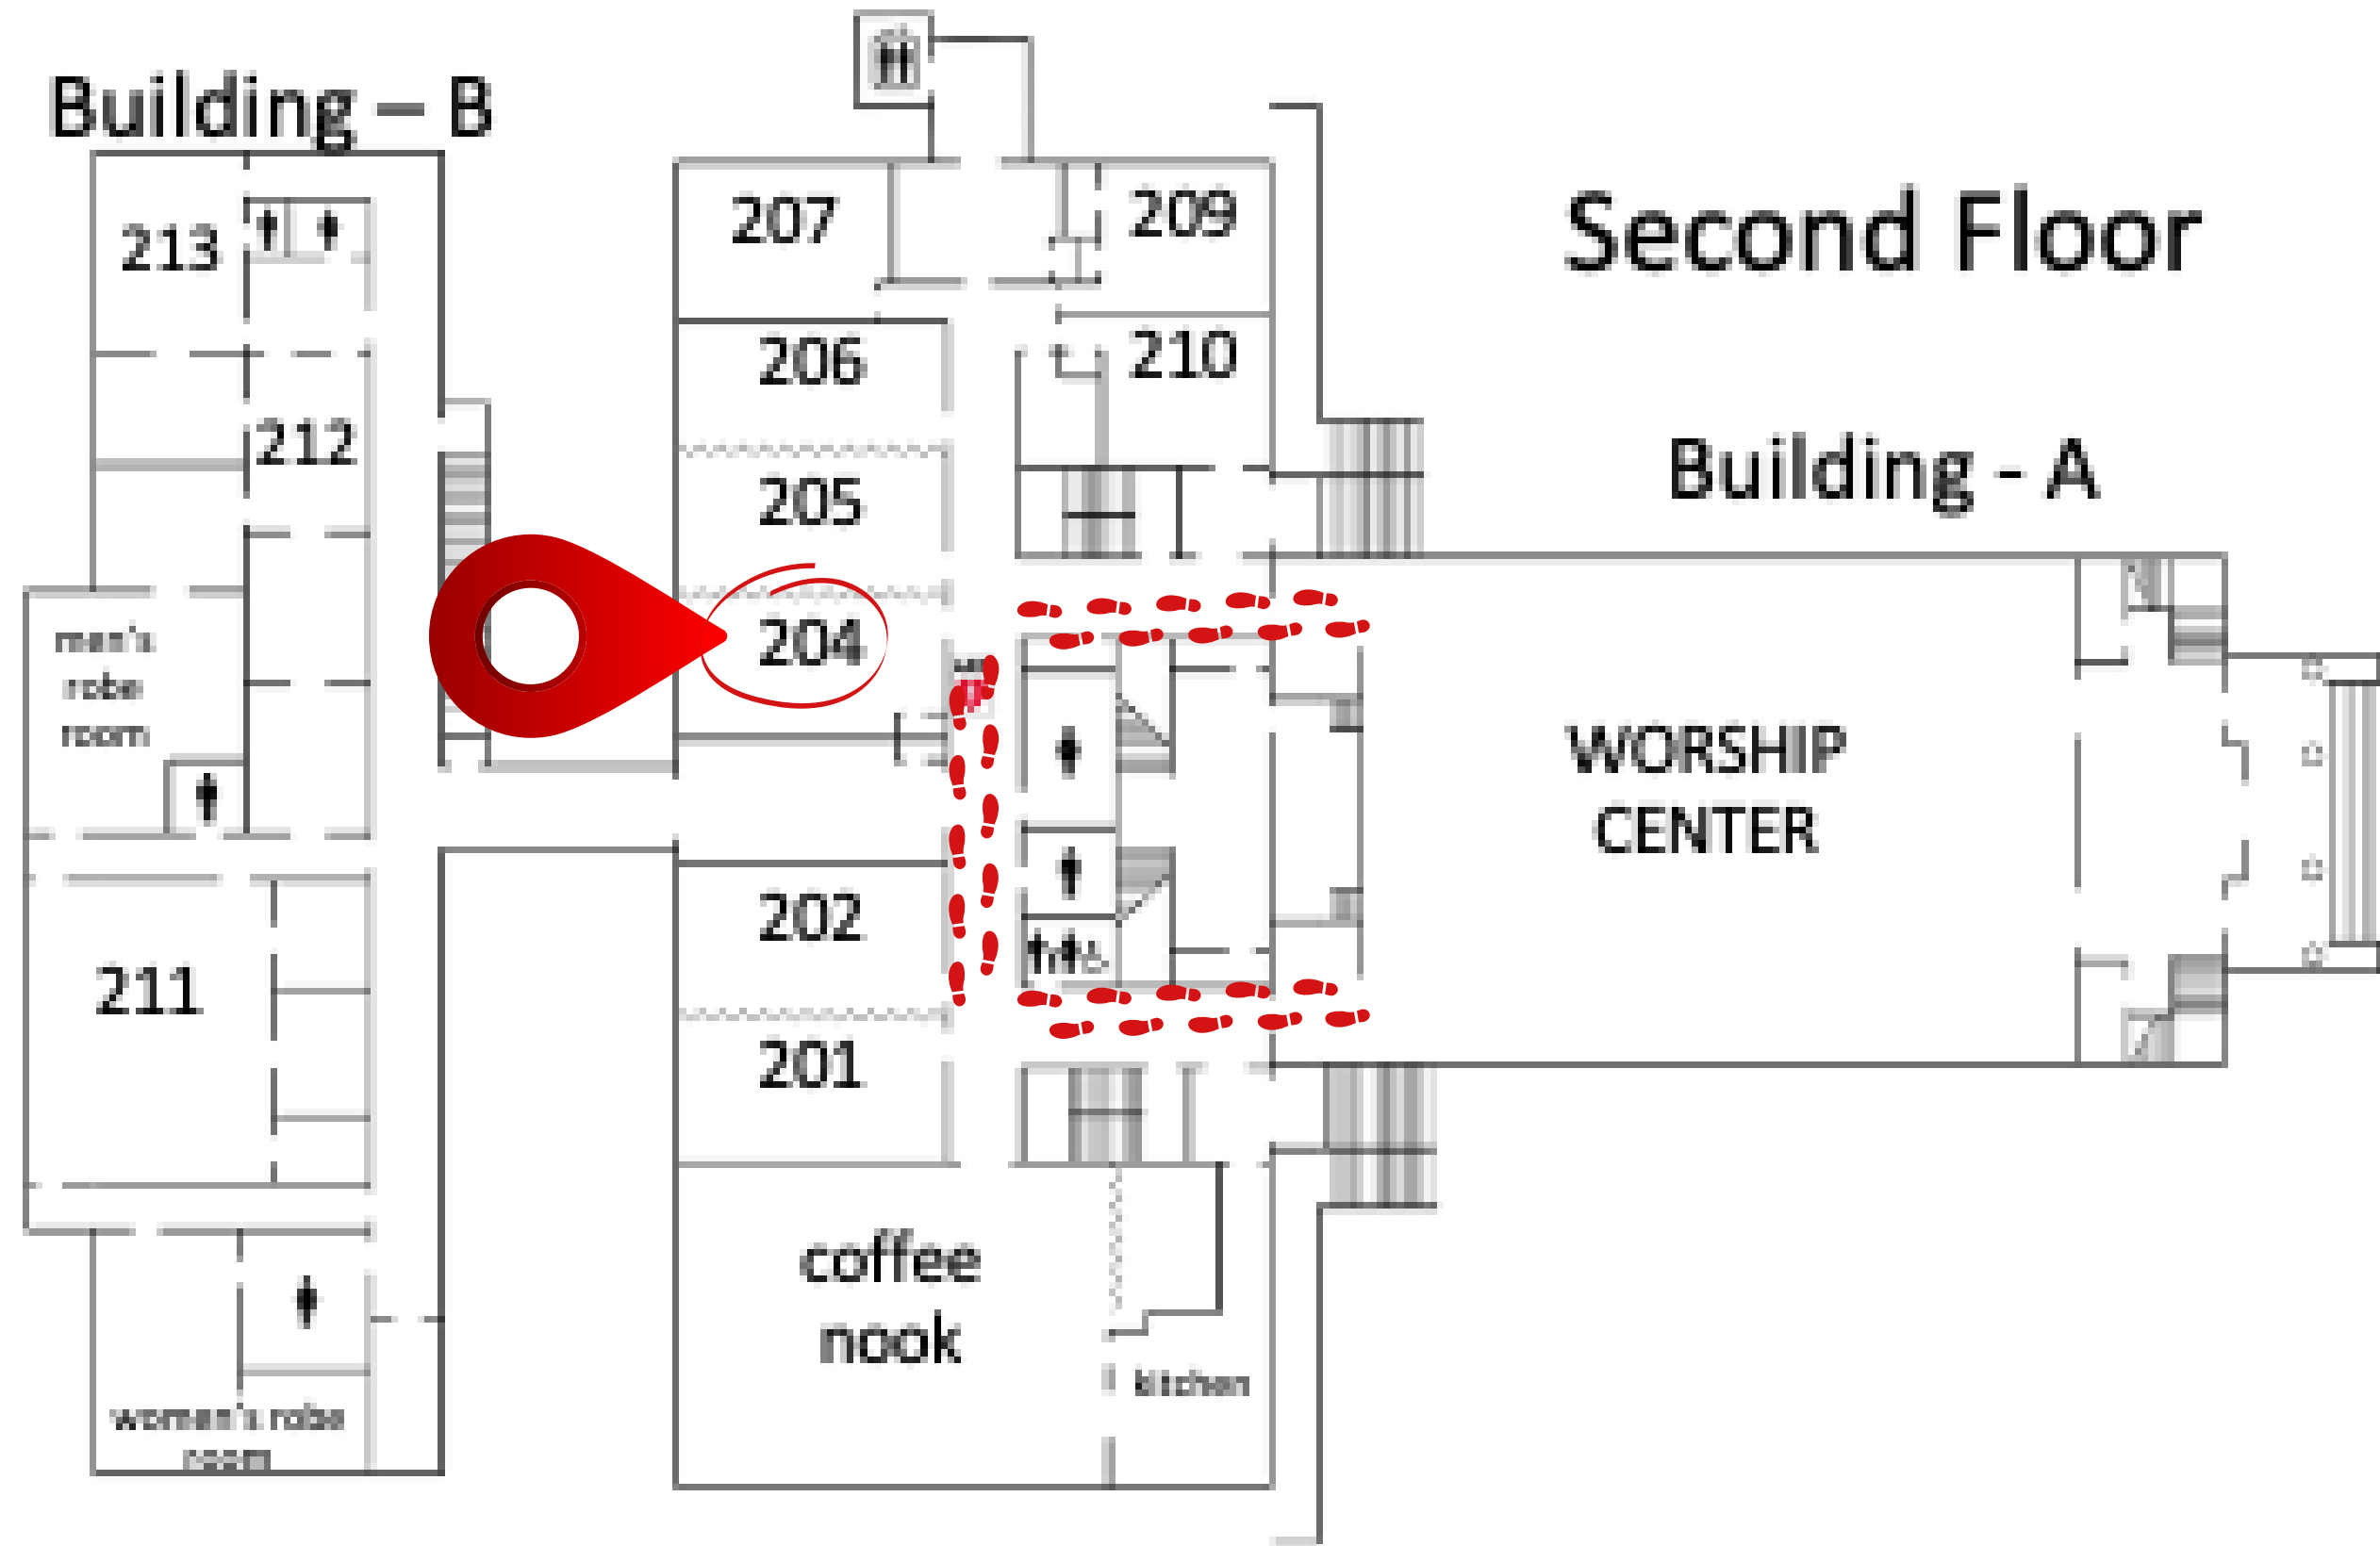 Building – B
Second Floor
Building - A
207
209
213
206
210
212
205
204
men's
robe
room
WORSHIP
CENTER
202
211
201
coffee
nook
kitchen
women's robe
room